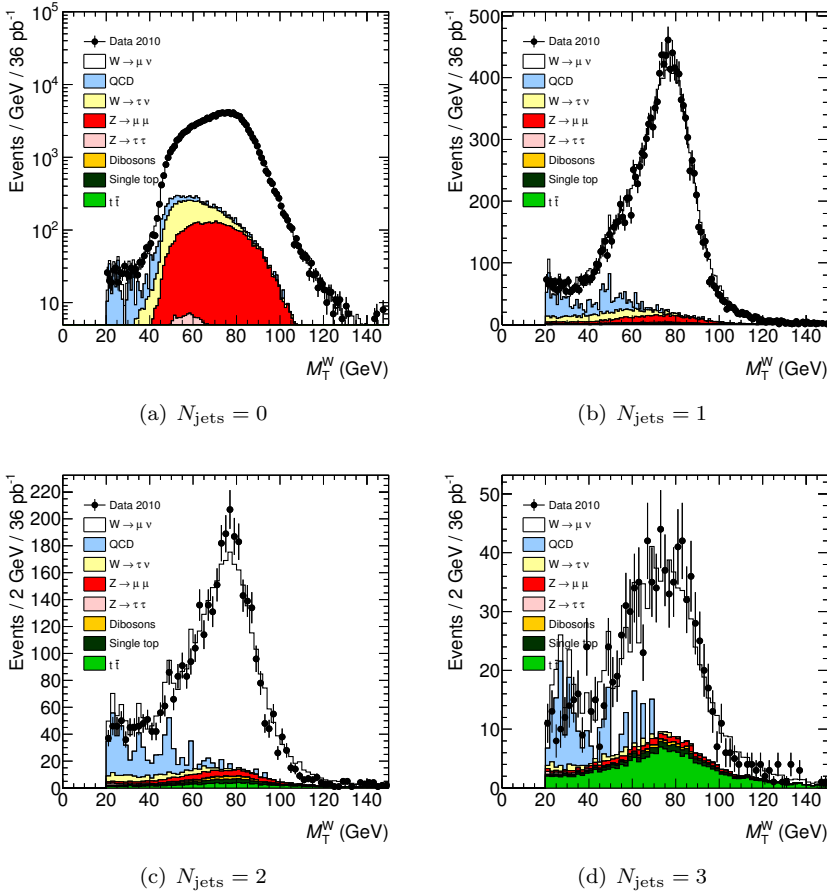 Events / GeV / 36 pb⁻¹
10⁵
10⁴
10³
10²
10
Data 2010
W → μ ν
QCD
W → τ ν
Z → μ μ
Z → τ τ
Dibosons
Single top
t t̄
0 20 40 60 80 100 120 140
M_T^W (GeV)
(a) N_jets = 0
Events / GeV / 36 pb⁻¹
500
400
300
200
100
0
Data 2010
W → μ ν
QCD
W → τ ν
Z → μ μ
Z → τ τ
Dibosons
Single top
t t̄
0 20 40 60 80 100 120 140
M_T^W (GeV)
(b) N_jets = 1
Events / 2 GeV / 36 pb⁻¹
220
200
180
160
140
120
100
80
60
40
20
0
Data 2010
W → μ ν
QCD
W → τ ν
Z → μ μ
Z → τ τ
Dibosons
Single top
t t̄
0 20 40 60 80 100 120 140
M_T^W (GeV)
(c) N_jets = 2
Events / 2 GeV / 36 pb⁻¹
50
40
30
20
10
0
Data 2010
W → μ ν
QCD
W → τ ν
Z → μ μ
Z → τ τ
Dibosons
Single top
t t̄
0 20 40 60 80 100 120 140
M_T^W (GeV)
(d) N_jets = 3